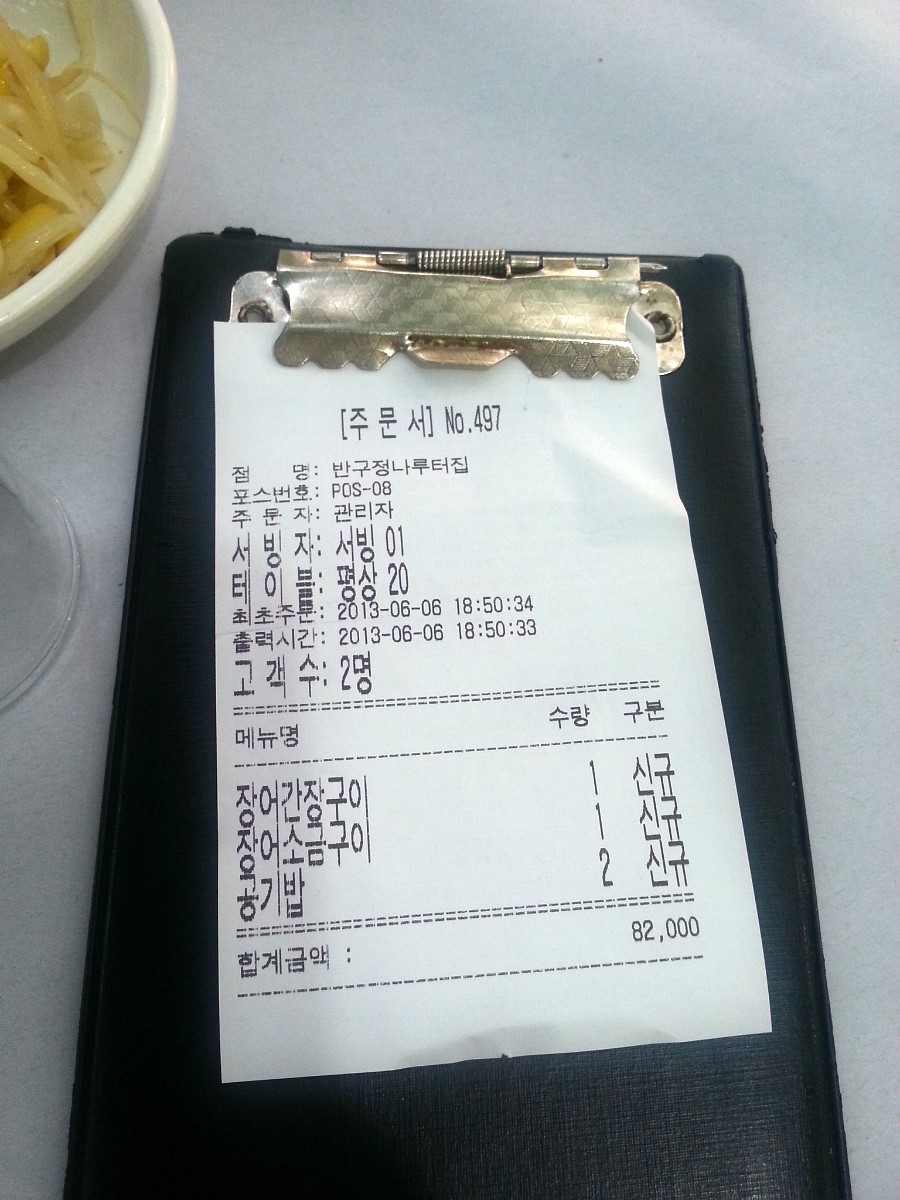 [주 문 서] No.497
점 명: 반구정나루터집
포스번호: POS-08
주 문 자: 관리자
서 빙 자: 서빙 01
테 이 블: 평상 20
최초주문: 2013-06-06 18:50:34
출력시간: 2013-06-06 18:50:33
고 객 수: 2명
메뉴명 수량 구분
장어간장구이 1 신규
장어소금구이 1 신규
공기밥 2 신규
합계금액 : 82,000